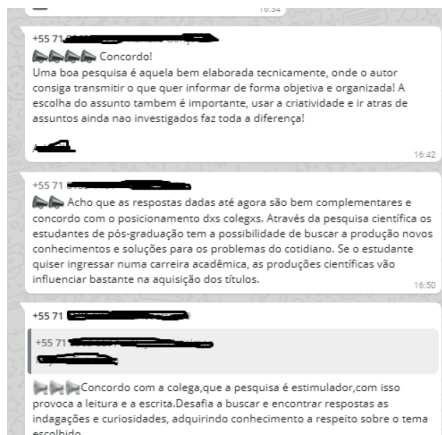 16:34
+55 71
Concordo!
Uma boa pesquisa é aquela bem elaborada tecnicamente, onde o autor
consiga transmitir o que quer informar de forma objetiva e organizada! A
escolha do assunto tambem é importante, usar a criatividade e ir atras de
assuntos ainda nao investigados faz toda a diferença!
16:42
+55 71
Acho que as respostas dadas até agora são bem complementares e
concordo com o posicionamento dxs colegxs. Através da pesquisa científica os
estudantes de pós-graduação tem a possibilidade de buscar a produção novos
conhecimentos e soluções para os problemas do cotidiano. Se o estudante
quiser ingressar numa carreira acadêmica, as produções científicas vão
influenciar bastante na aquisição dos títulos.
16:50
+55 71
+55 71
Concordo com a colega,que a pesquisa é estimulador,com isso
provoca a leitura e a escrita.Desafia a buscar e encontrar respostas as
indagações e curiosidades, adquirindo conhecimento a respeito sobre o tema
escolhido